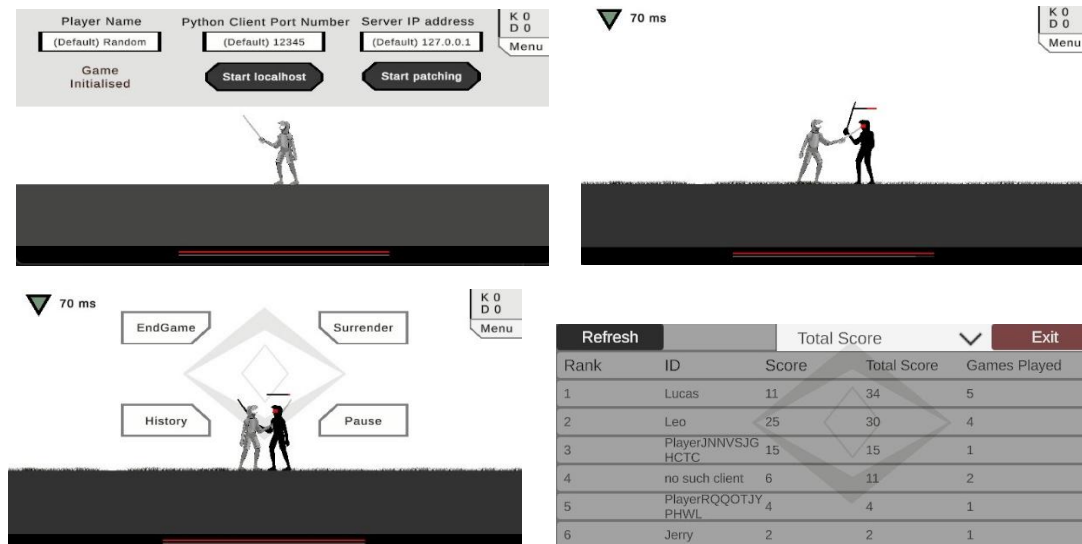 Player Name Python Client Port Number Server IP address
(Default) Random (Default) 12345 (Default) 127.0.0.1
Game
Initialised
Start localhost Start patching
K 0
D 0
Menu
70 ms
K 0
D 0
Menu
70 ms
K 0
D 0
Menu
EndGame Surrender
History Pause
Refresh Total Score Exit
Rank ID Score Total Score Games Played
1 Lucas 11 34 5
2 Leo 25 30 4
3 PlayerJNNVSJG
HCTC 15 15 1
4 no such client 6 11 2
5 PlayerRQQOTJY
PHWL 4 4 1
6 Jerry 2 2 1